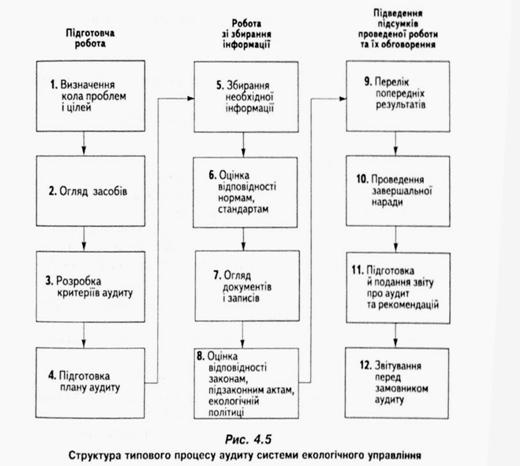 Підготовча
робота
1. Визначення
кола проблем
і цілей
2. Огляд засобів
3. Розробка
критеріїв аудиту
4. Підготовка
плану аудиту
Робота
зі збирання
інформації
5. Збирання
необхідної
інформації
6. Оцінка
відповідності
нормам,
стандартам
7. Огляд
документів
і записів
8. Оцінка
відповідності
законам,
підзаконним актам,
екологічній
політиці
Підведення
підсумків
проведеної роботи
та їх обговорення
9. Перелік
попередніх
результатів
10. Проведення
завершальної
наради
11. Підготовка
й подання звіту
про аудит
та рекомендацій
12. Звітування
перед
замовником
аудиту
Рис. 4.5
Структура типового процесу аудиту системи екологічного управління